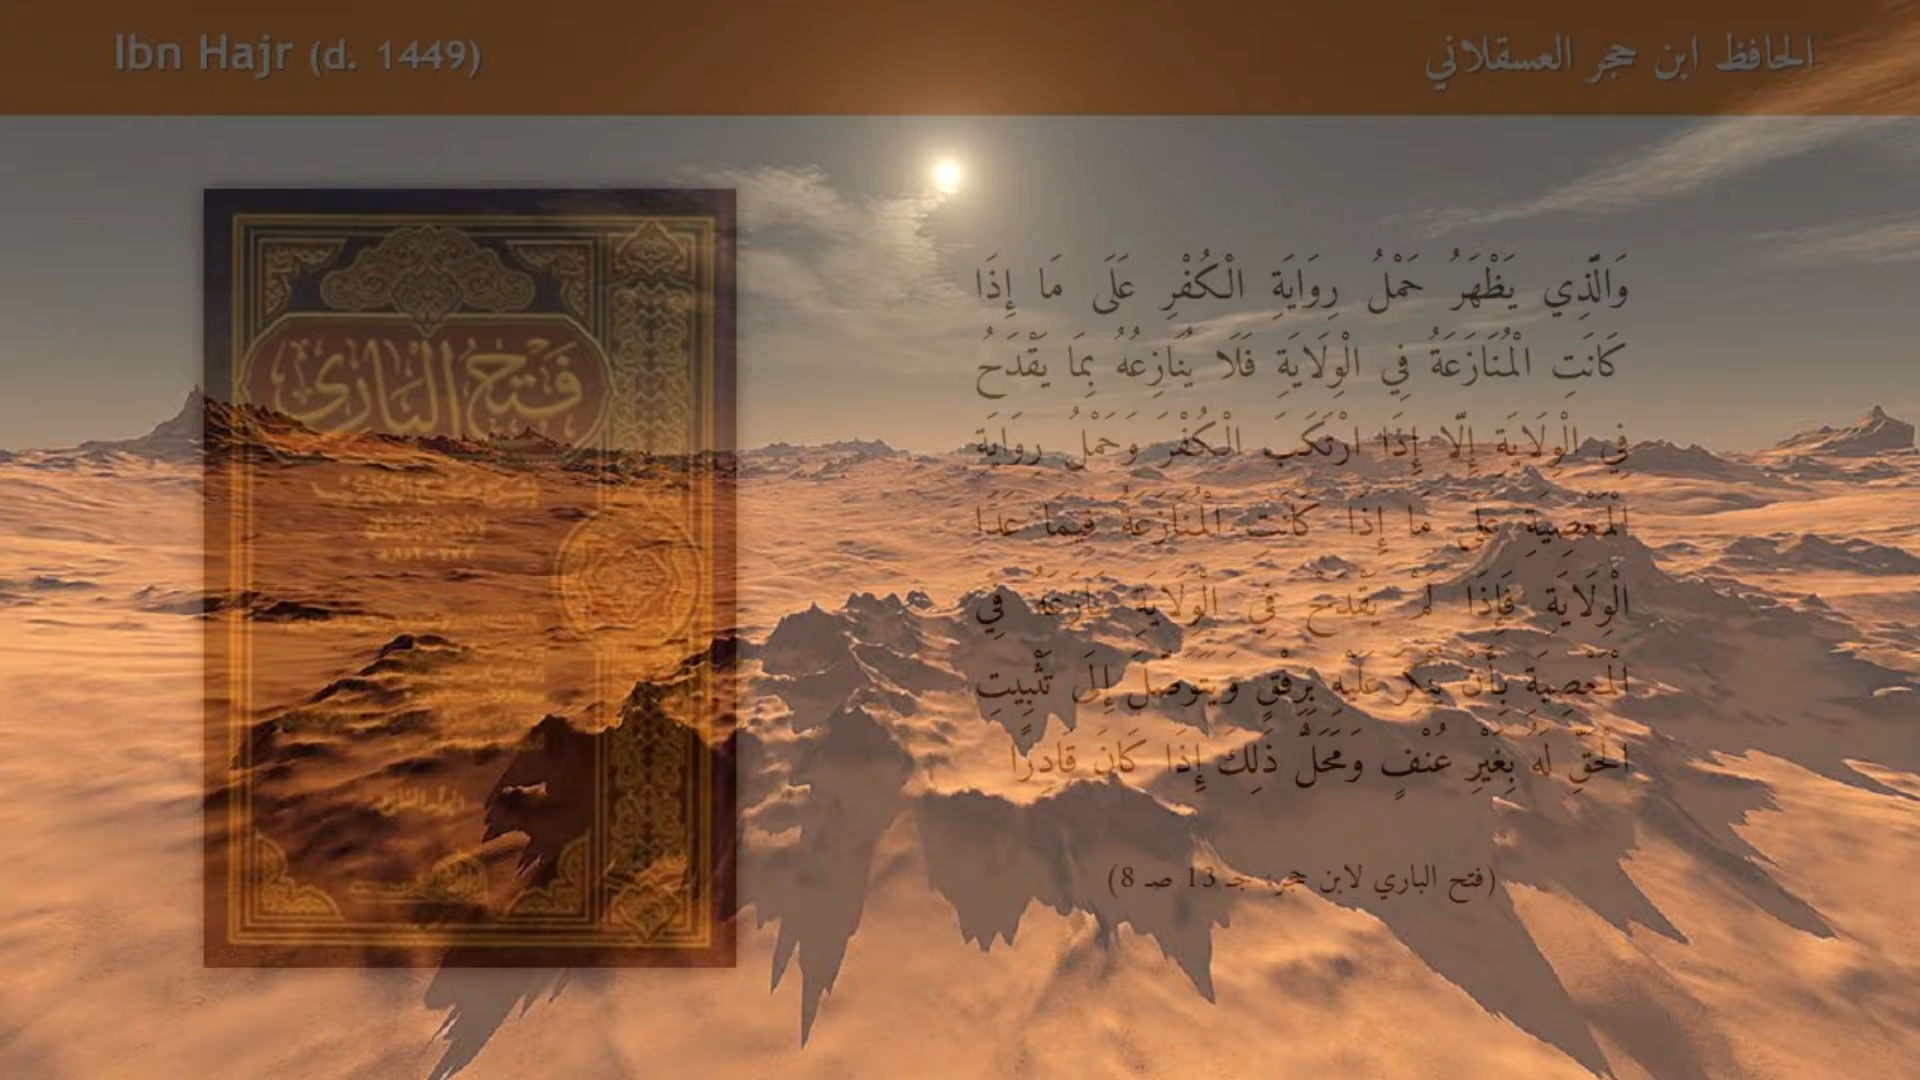 Ibn Hajr (d. 1449)
الحافظ ابن حجر العسقلاني
فتح الباري
وَالَّذِي يَظْهَرُ حَمْلُ رِوَايَةِ الْكُفْرِ عَلَى مَا إِذَا
كَانَتِ الْمُنَازَعَةُ فِي الْوِلَايَةِ فَلَا يُنَازِعُهُ بِمَا يَقْدَحُ
فِي الْوِلَايَةِ إِلَّا إِذَا ارْتَكَبَ الْكُفْرَ وَحَمْلُ رِوَايَةِ
الْمَعْصِيَةِ عَلَى مَا إِذَا كَانَتِ الْمُنَازَعَةُ فِيمَا عَدَا
الْوِلَايَةِ فَإِذَا لَمْ يَقْدَحْ فِي الْوِلَايَةِ نَازَعَهُ فِي
الْمَعْصِيَةِ بِأَنْ يُنْكِرَ عَلَيْهِ بِرِفْقٍ وَيَتَوَصَّلَ إِلَى تَثْبِيتِ
الْحَقِّ لَهُ بِغَيْرِ عُنْفٍ وَمَحَلُّ ذَلِكَ إِذَا كَانَ قَادِرًا
(فتح الباري لابن حجر، جـ 13 صـ 8)